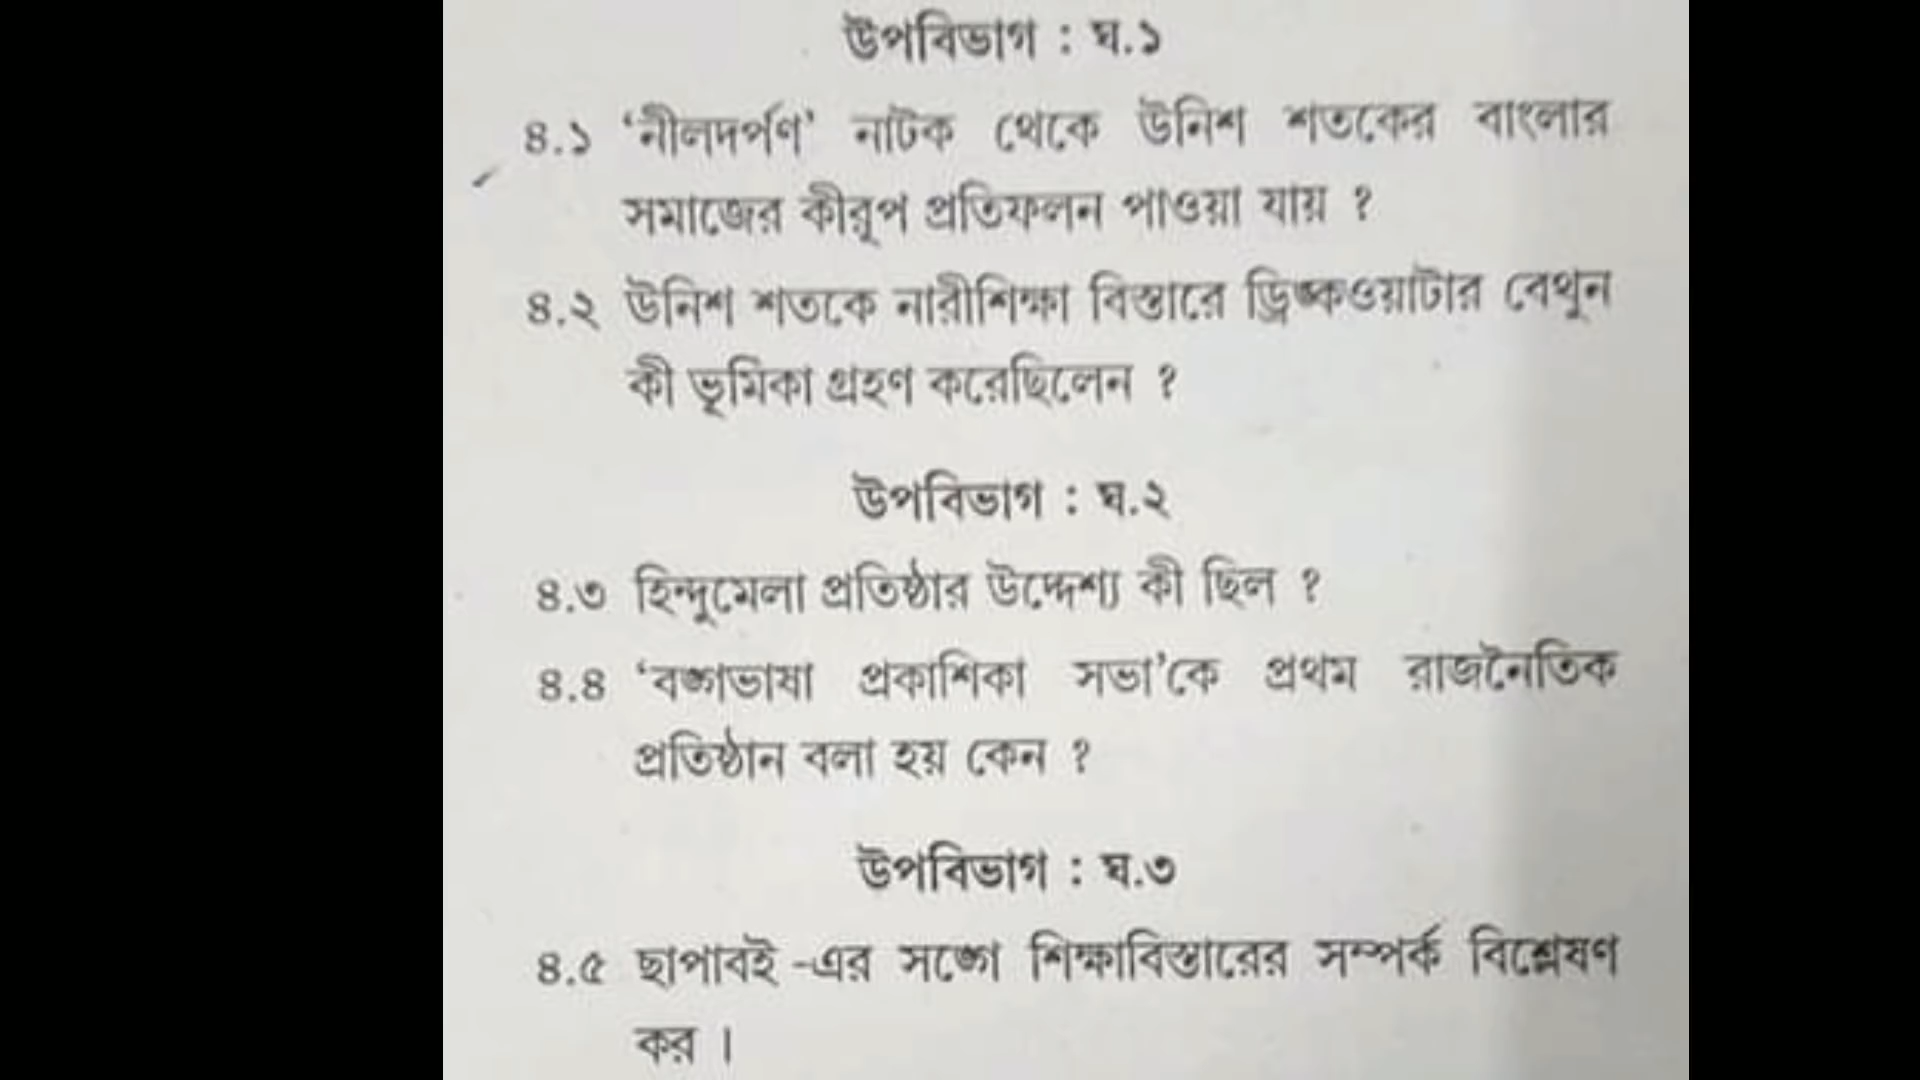 উপবিভাগ : ঘ.১
৪.১ ‘নীলদর্পণ’ নাটক থেকে উনিশ শতকের বাংলার
সমাজের কীরূপ প্রতিফলন পাওয়া যায় ?
৪.২ উনিশ শতকে নারীশিক্ষা বিস্তারে ড্রিঙ্কওয়াটার বেথুন
কী ভূমিকা গ্রহণ করেছিলেন ?
উপবিভাগ : ঘ.২
৪.৩ হিন্দুমেলা প্রতিষ্ঠার উদ্দেশ্য কী ছিল ?
৪.৪ ‘বঙ্গভাষা প্রকাশিকা সভা’কে প্রথম রাজনৈতিক
প্রতিষ্ঠান বলা হয় কেন ?
উপবিভাগ : ঘ.৩
৪.৫ ছাপাবই -এর সঙ্গে শিক্ষাবিস্তারের সম্পর্ক বিশ্লেষণ
কর ।